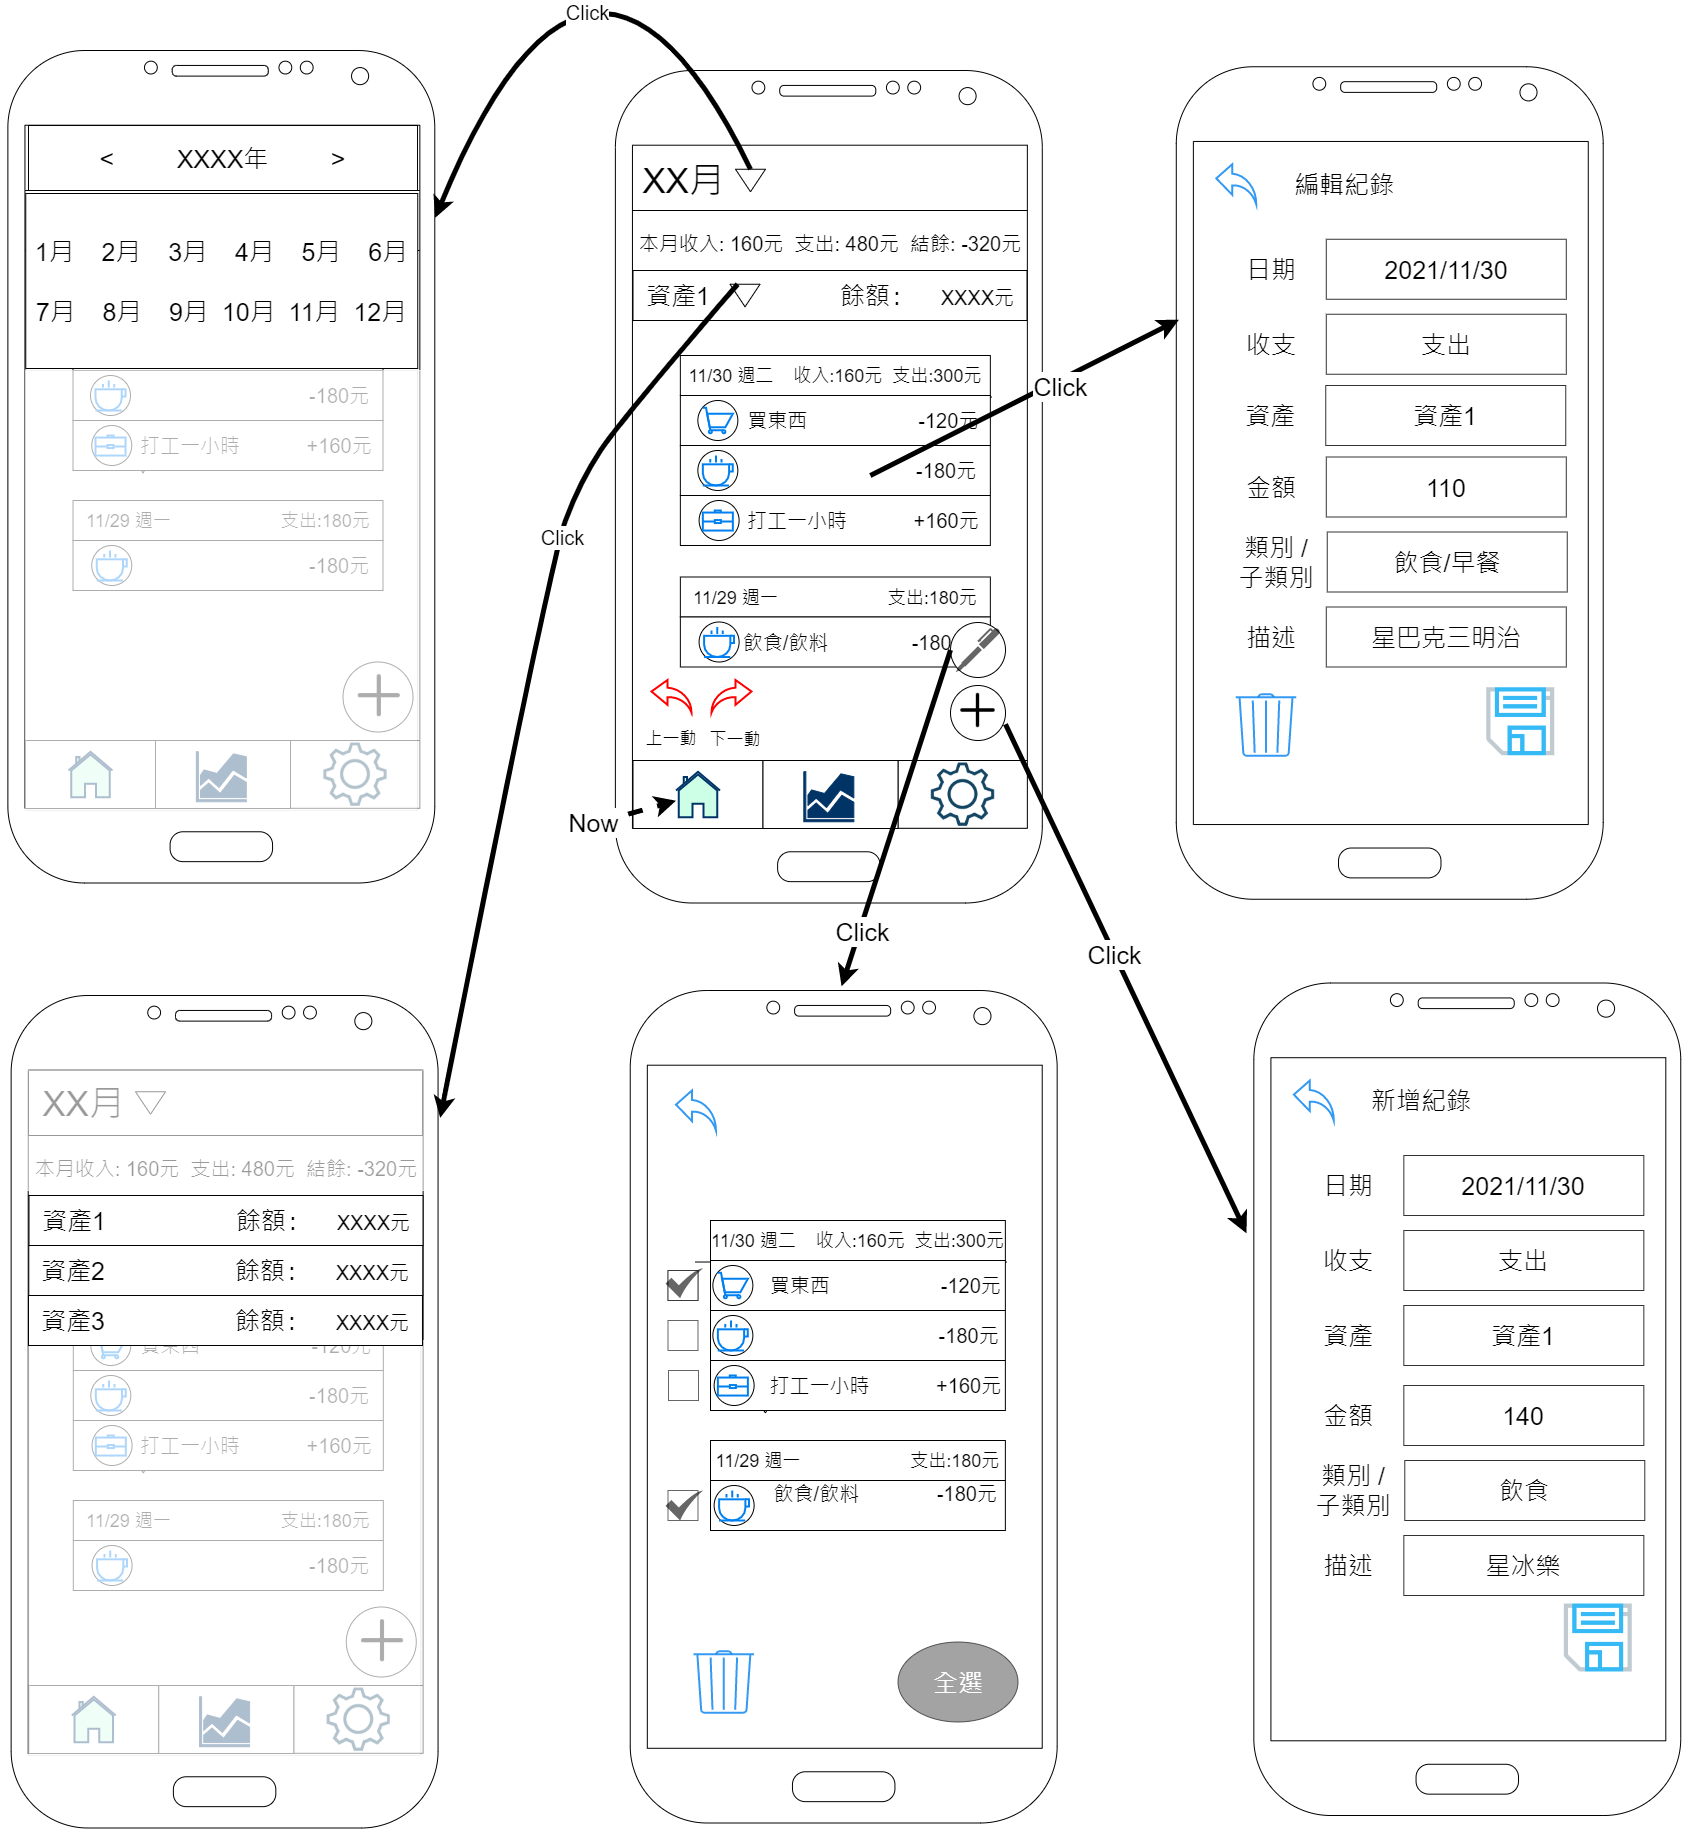 Click
< XXXX年 >
1月 2月 3月 4月 5月 6月
7月 8月 9月 10月 11月 12月
-180元
打工一小時 +160元
11/29 週一 支出:180元
-180元
XX月
本月收入: 160元 支出: 480元 結餘: -320元
資產1 餘額: XXXX元
11/30 週二 收入:160元 支出:300元
買東西 -120元
-180元
打工一小時 +160元
11/29 週一 支出:180元
飲食/飲料 -180
上一動 下一動
Now
Click
Click
編輯紀錄
日期 2021/11/30
收支 支出
資產 資產1
金額 110
類別 /
子類別
飲食/早餐
描述 星巴克三明治
Click
Click
XX月
本月收入: 160元 支出: 480元 結餘: -320元
資產1 餘額: XXXX元
資產2 餘額: XXXX元
資產3 餘額: XXXX元
買東西 -120元
-180元
打工一小時 +160元
11/29 週一 支出:180元
-180元
11/30 週二 收入:160元 支出:300元
買東西 -120元
-180元
打工一小時 +160元
11/29 週一 支出:180元
飲食/飲料 -180元
全選
新增紀錄
日期 2021/11/30
收支 支出
資產 資產1
金額 140
類別 /
子類別
飲食
描述 星冰樂